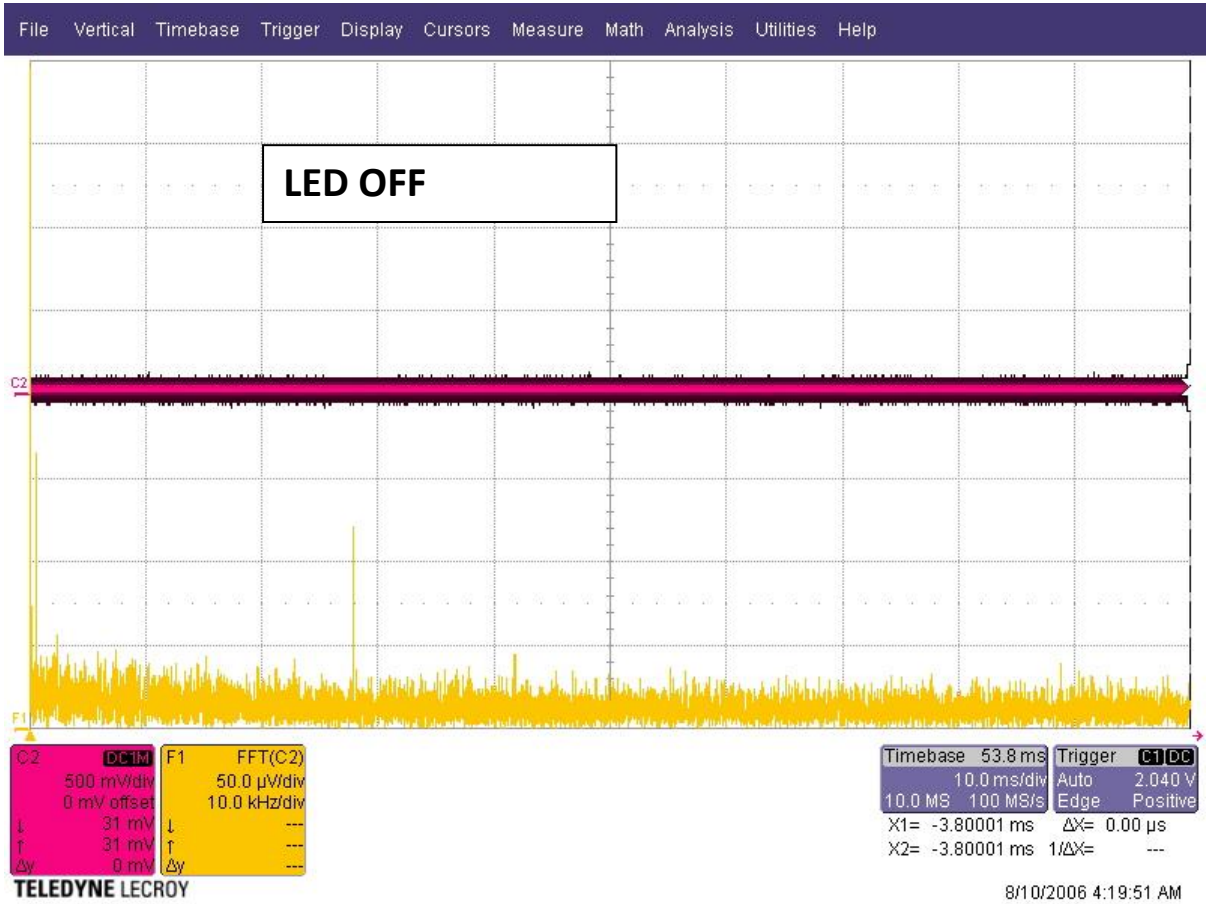 File Vertical Timebase Trigger Display Cursors Measure Math Analysis Utilities Help
LED OFF
C2
F1
C2 DC1M
500 mV/div
0 mV offset
↓ 31 mV
↑ 31 mV
Δy 0 mV
F1 FFT(C2)
50.0 µV/div
10.0 kHz/div
↓ ---
↑ ---
Δy ---
Timebase 53.8 ms
10.0 ms/div
10.0 MS 100 MS/s
Trigger C1 DC
Auto 2.040 V
Edge Positive
X1= -3.80001 ms ΔX= 0.00 µs
X2= -3.80001 ms 1/ΔX= ---
TELEDYNE LECROY
8/10/2006 4:19:51 AM